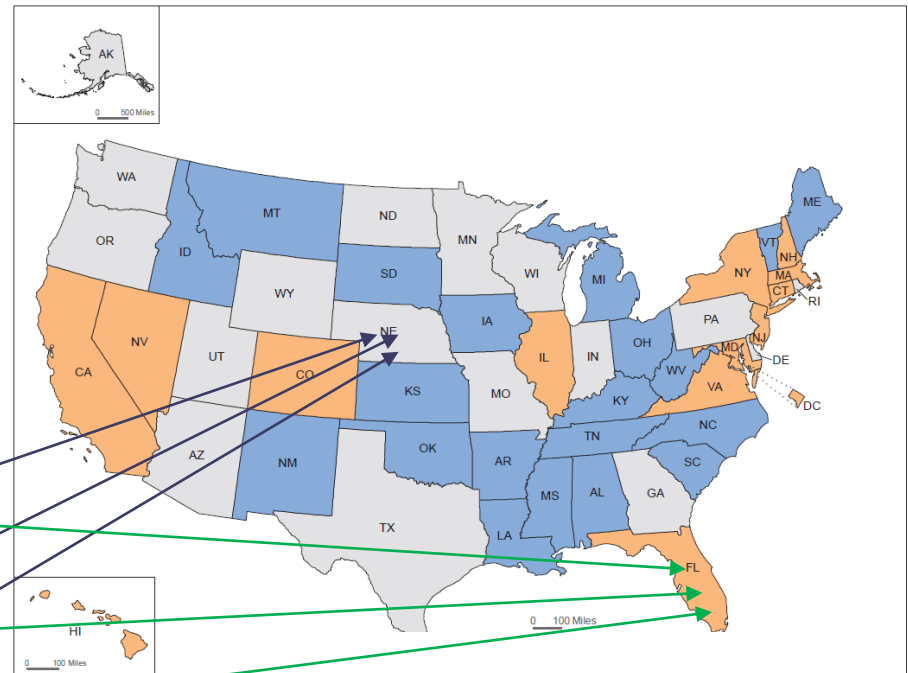 AK
0 500 Miles
WA
MT
ND
MN
ME
OR
ID
SD
WI
MI
VT
NH
NY
MA
CT
RI
WY
IA
PA
NJ
NE
NV
UT
CO
IL
IN
OH
MD
DE
CA
KS
MO
WV
VA
KY
DC
AZ
NM
OK
AR
TN
NC
SC
MS
AL
GA
TX
LA
FL
HI
0 100 Miles
0 100 Miles